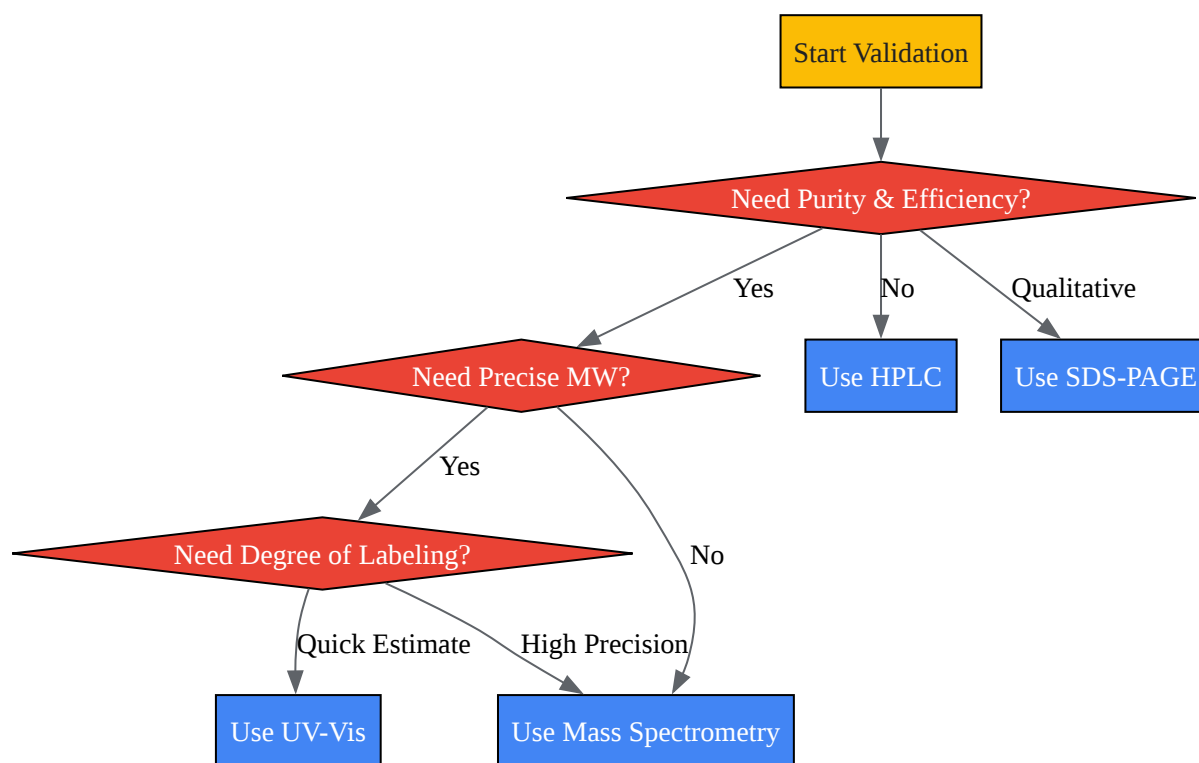 Start Validation
Need Purity & Efficiency?
Yes
No
Qualitative
Need Precise MW?
Use HPLC
Use SDS-PAGE
Yes
Need Degree of Labeling?
No
Quick Estimate
High Precision
Use UV-Vis
Use Mass Spectrometry